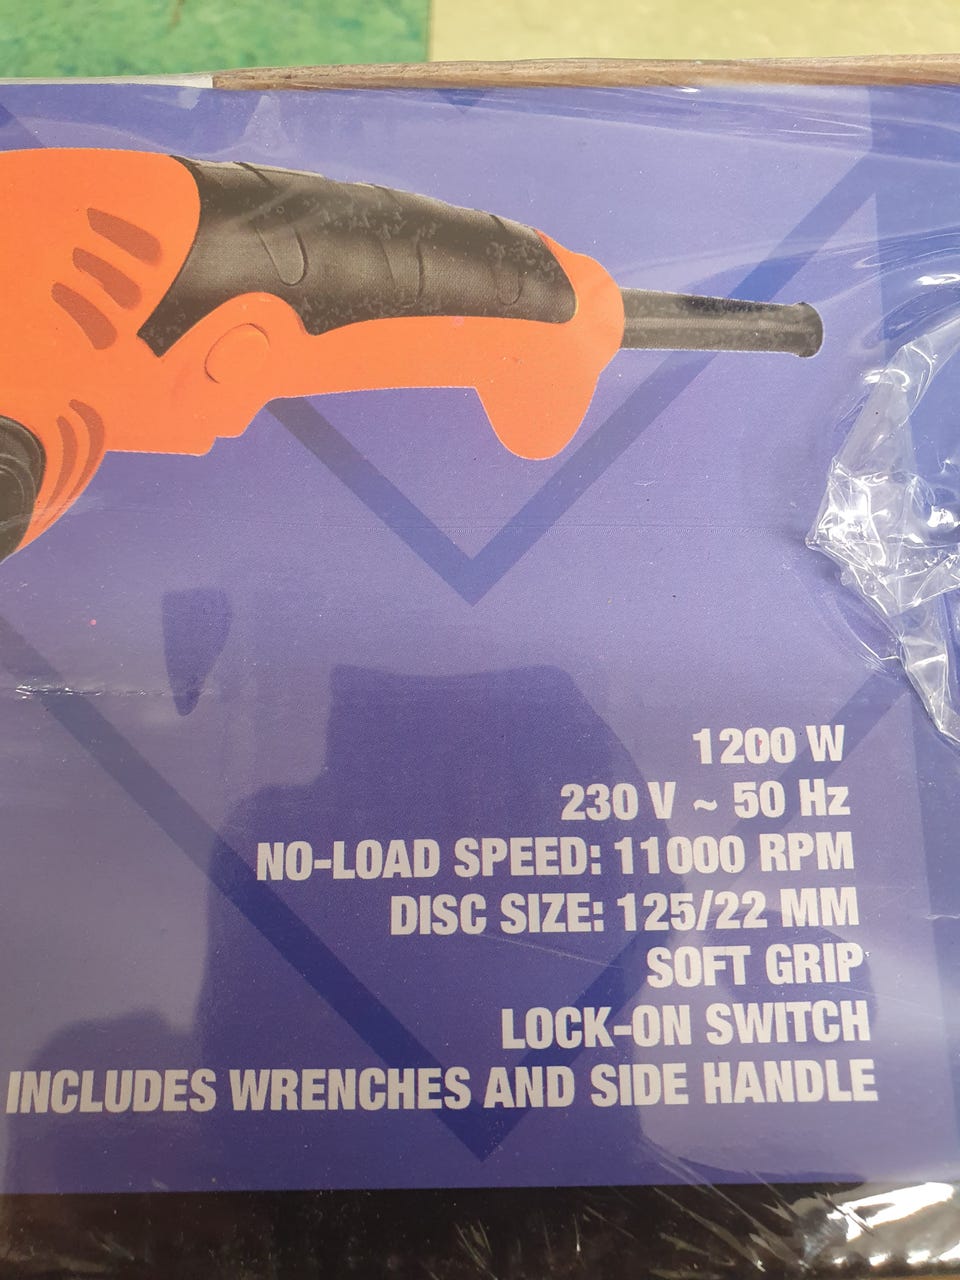 1200 W
230 V ~ 50 Hz
NO-LOAD SPEED: 11000 RPM
DISC SIZE: 125/22 MM
SOFT GRIP
LOCK-ON SWITCH
INCLUDES WRENCHES AND SIDE HANDLE